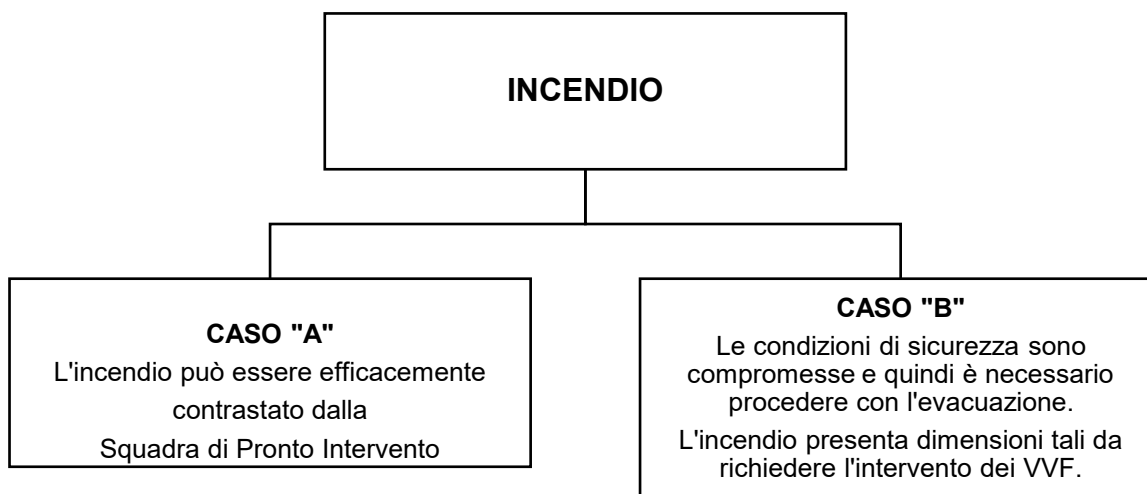 INCENDIO
CASO "A"
L'incendio può essere efficacemente
contrastato dalla
Squadra di Pronto Intervento
CASO "B"
Le condizioni di sicurezza sono
compromesse e quindi è necessario
procedere con l'evacuazione.
L'incendio presenta dimensioni tali da
richiedere l'intervento dei VVF.